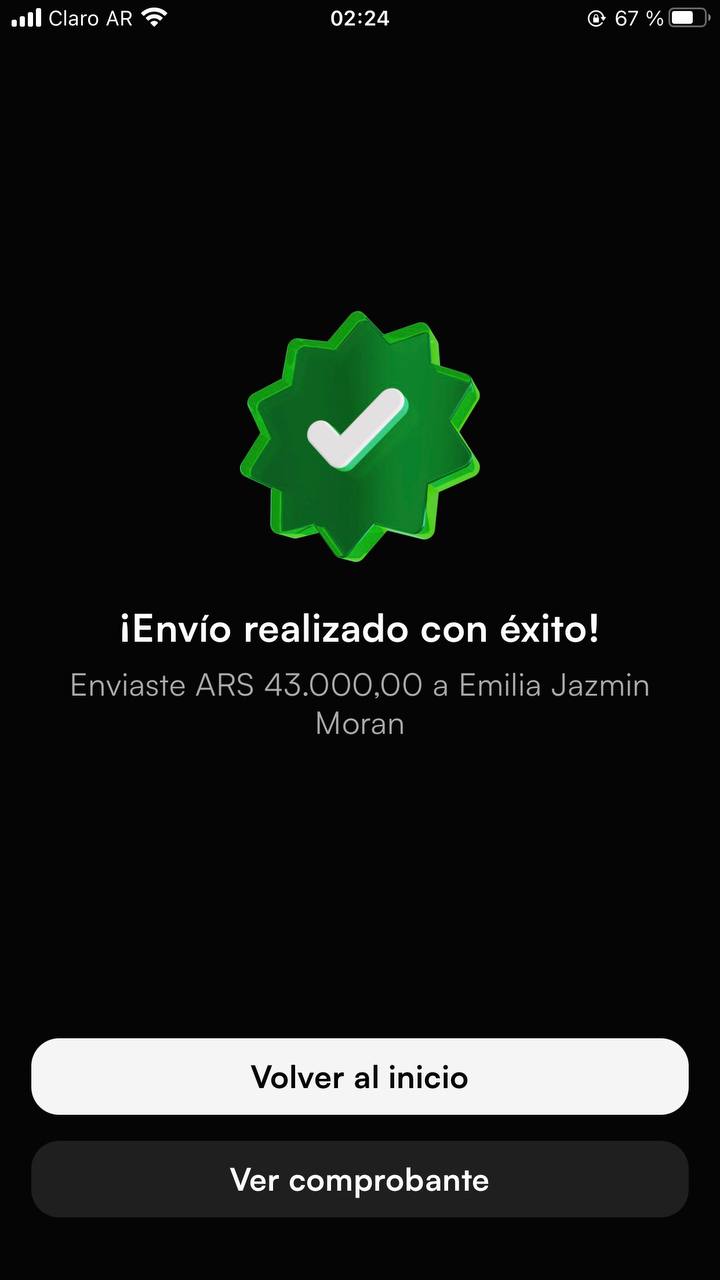 Claro AR 02:24 67 %
¡Envío realizado con éxito!
Enviaste ARS 43.000,00 a Emilia Jazmin
Moran
Volver al inicio
Ver comprobante